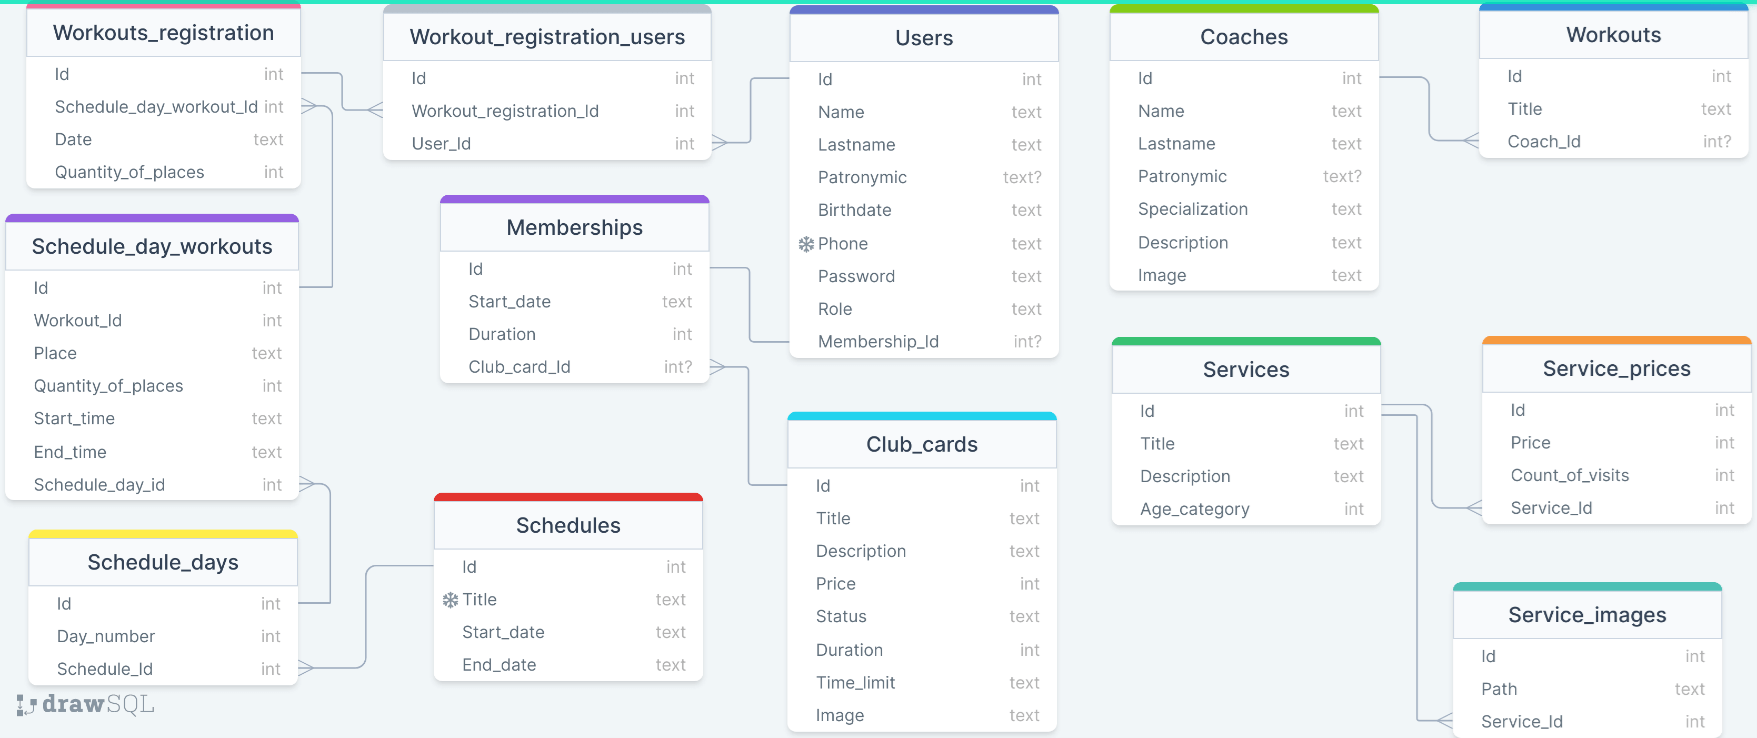 Workouts_registration
Id int
Schedule_day_workout_Id int
Date text
Quantity_of_places int
Workout_registration_users
Id int
Workout_registration_Id int
User_Id int
Users
Id int
Name text
Lastname text
Patronymic text?
Birthdate text
Phone text
Password text
Role text
Membership_Id int?
Coaches
Id int
Name text
Lastname text
Patronymic text?
Specialization text
Description text
Image text
Workouts
Id int
Title text
Coach_Id int?
Schedule_day_workouts
Id int
Workout_Id int
Place text
Quantity_of_places int
Start_time text
End_time text
Schedule_day_id int
Memberships
Id int
Start_date text
Duration int
Club_card_Id int?
Services
Id int
Title text
Description text
Age_category int
Service_prices
Id int
Price int
Count_of_visits int
Service_Id int
Club_cards
Id int
Title text
Description text
Price int
Status text
Duration int
Time_limit text
Image text
Schedules
Id int
Title text
Start_date text
End_date text
Schedule_days
Id int
Day_number int
Schedule_Id int
Service_images
Id int
Path text
Service_Id int
drawSQL